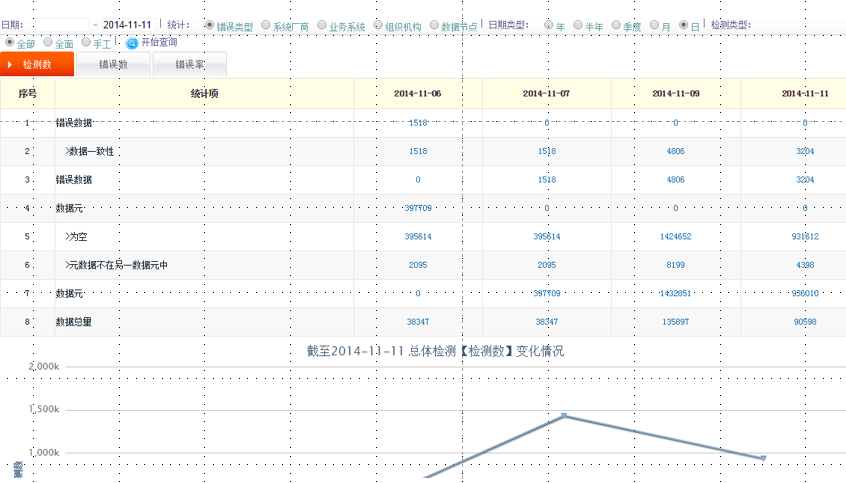 日期: - 2014-11-11 | 统计: 错误类型 系统厂商 业务系统 组织机构 数据节点 | 日期类型: 年 半年 季度 月 日 | 检测类型:
全部 全面 手工 | 开始查询
检测数 错误数 错误率
序号 统计项 2014-11-06 2014-11-07 2014-11-09 2014-11-11
1 错误数据 1518 0 0 0
2 >数据一致性 1518 1518 4806 3204
3 错误数据 0 1518 4806 3204
4 数据元 397709 0 0 0
5 >为空 395614 395614 1424652 931612
6 >元数据不在另一数据元中 2095 2095 8199 4398
7 数据元 0 397709 1432851 936010
8 数据总量 38347 38347 135897 90598
截至2014-11-11 总体检测【检测数】变化情况
2,000k
1,500k
1,000k